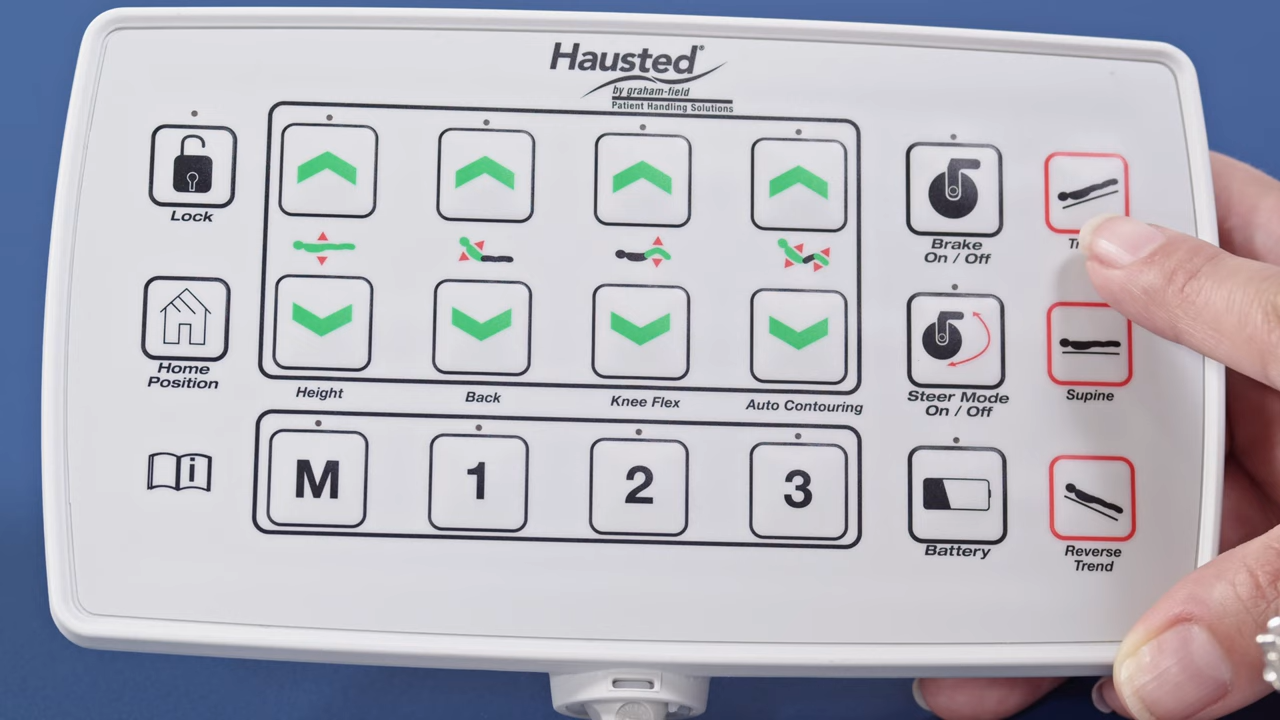 Hausted®
by graham-field
Patient Handling Solutions
Lock
Brake
On / Off
Home
Position
Steer Mode
On / Off
Supine
Height
Back
Knee Flex
Auto Contouring
i
M
1
2
3
Battery
Reverse
Trend